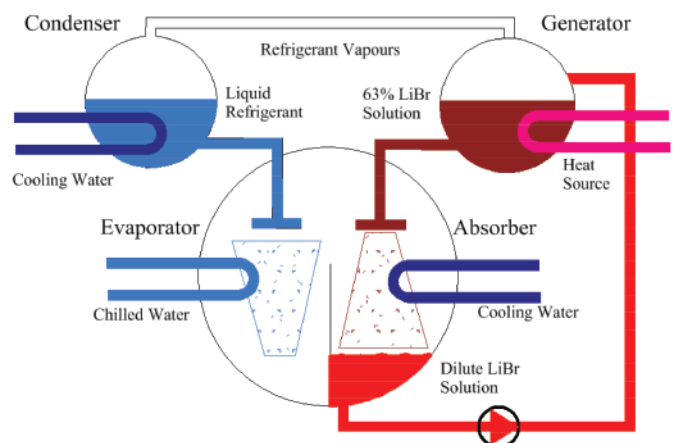 Condenser
Generator
Refrigerant Vapours
Liquid
Refrigerant
63% LiBr
Solution
Cooling Water
Heat
Source
Evaporator
Absorber
Chilled Water
Cooling Water
Dilute LiBr
Solution